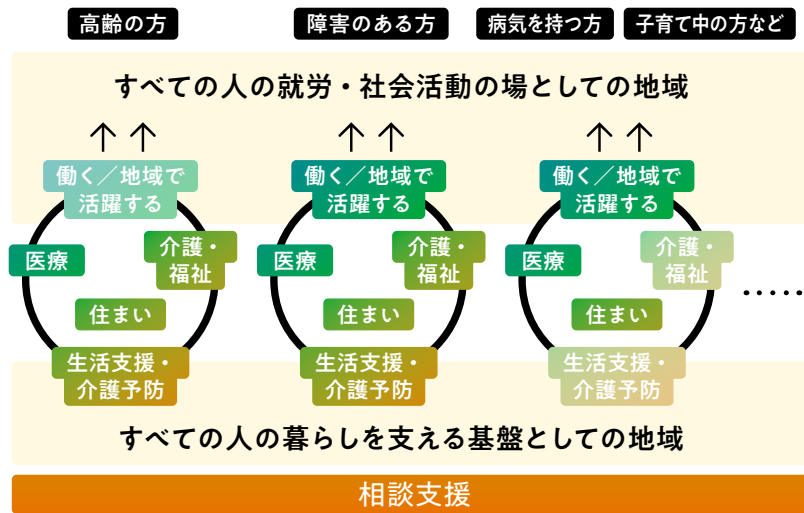 高齢の方
障害のある方
病気を持つ方
子育て中の方など
すべての人の就労・社会活動の場としての地域
働く／地域で
活躍する
医療
介護・
福祉
住まい
生活支援・
介護予防
働く／地域で
活躍する
医療
介護・
福祉
住まい
生活支援・
介護予防
働く／地域で
活躍する
医療
介護・
福祉
住まい
生活支援・
介護予防
……
すべての人の暮らしを支える基盤としての地域
相談支援